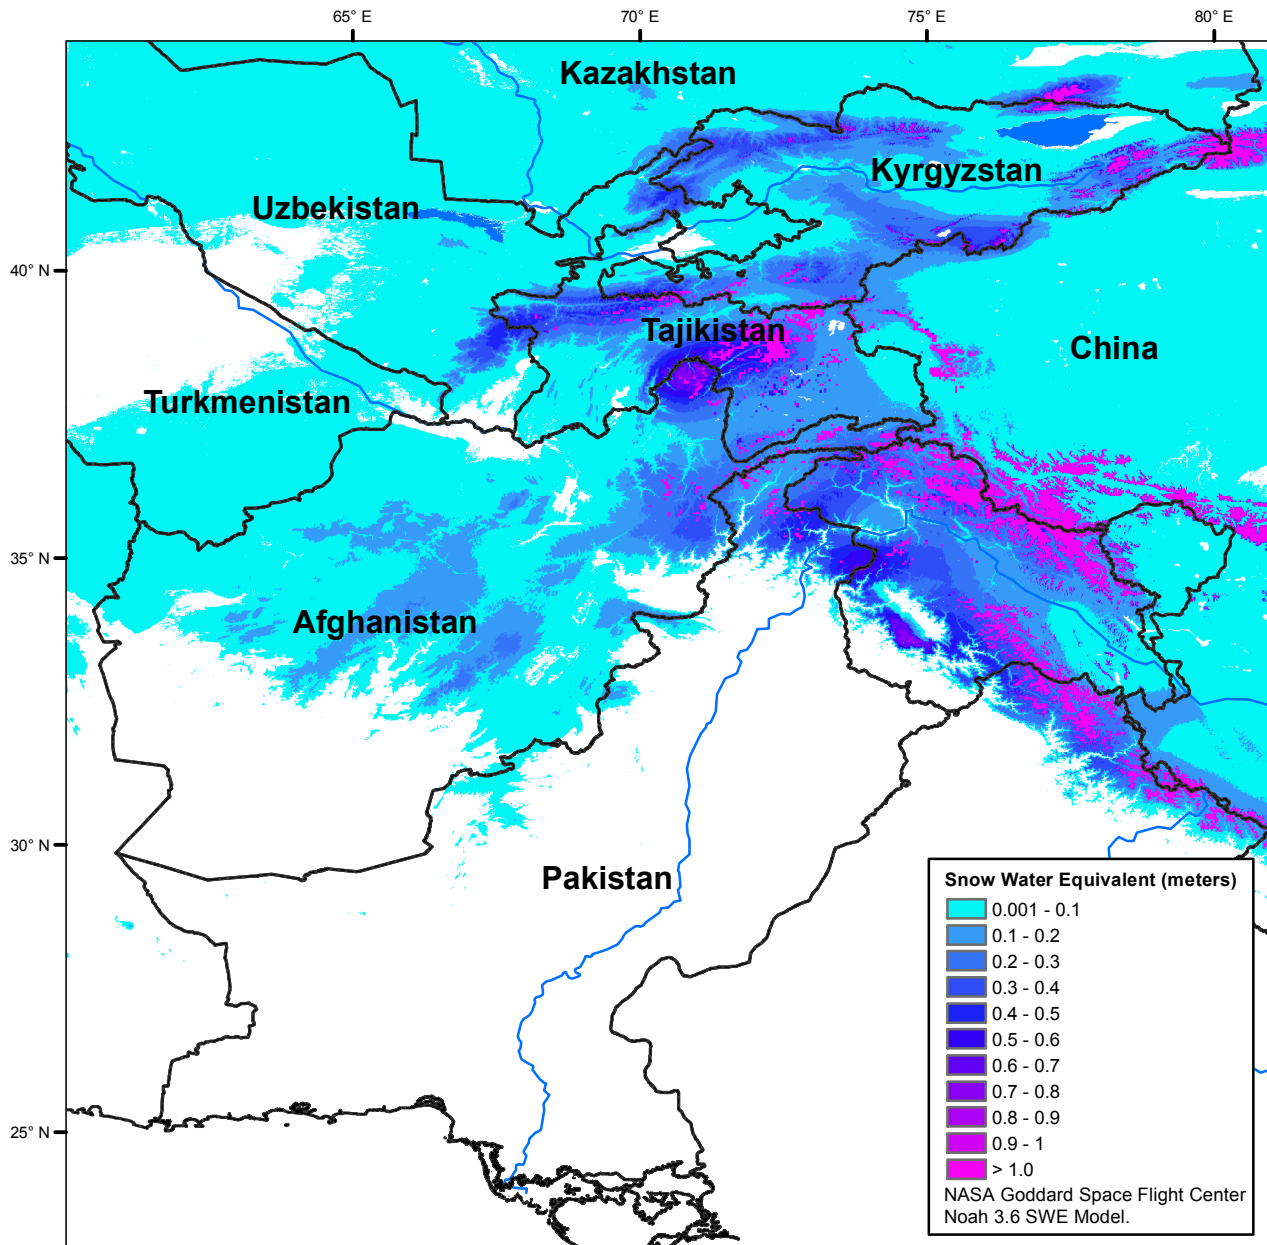 65° E
70° E
75° E
80° E
Kazakhstan
Kyrgyzstan
Uzbekistan
40° N
Tajikistan
China
Turkmenistan
35° N
Afghanistan
30° N
Pakistan
Snow Water Equivalent (meters)
0.001 - 0.1
0.1 - 0.2
0.2 - 0.3
0.3 - 0.4
0.4 - 0.5
0.5 - 0.6
0.6 - 0.7
0.7 - 0.8
0.8 - 0.9
0.9 - 1
> 1.0
NASA Goddard Space Flight Center
Noah 3.6 SWE Model.
25° N